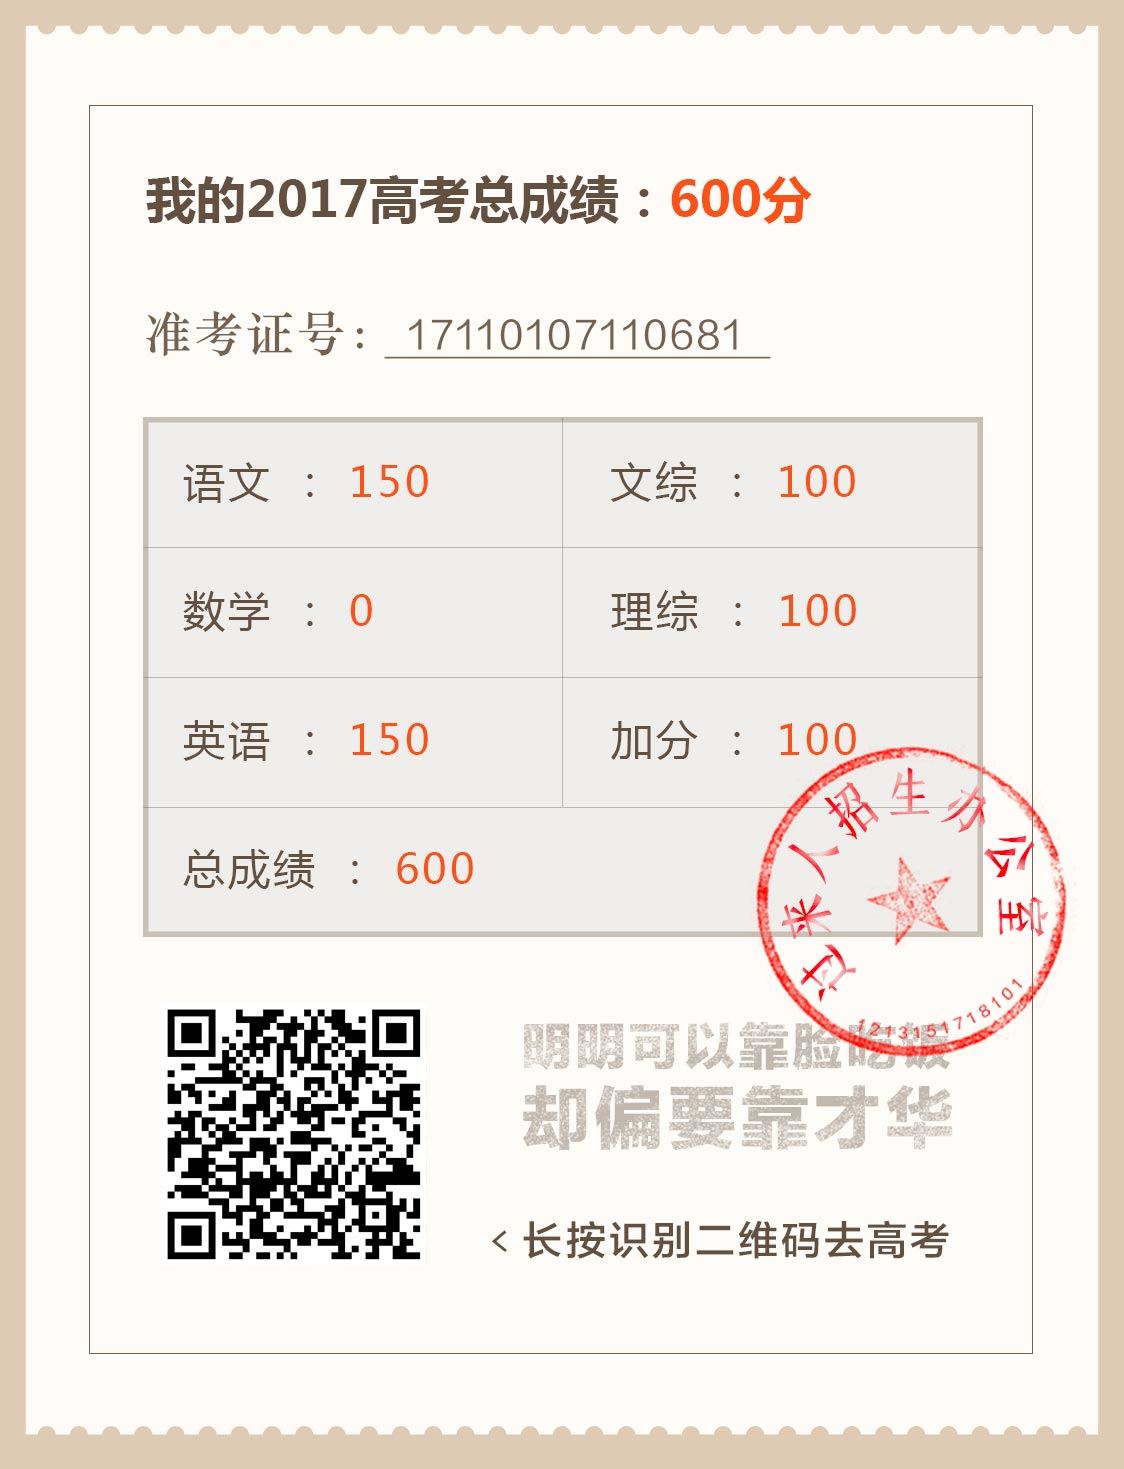 我的2017高考总成绩：600分
准考证号： 17110107110681
语文 ： 150
文综 ： 100
数学 ： 0
理综 ： 100
英语 ： 150
加分 ： 100
总成绩 ： 600
过来人招生办公室
1213151718101
明明可以靠脸吃饭
却偏要靠才华
< 长按识别二维码去高考